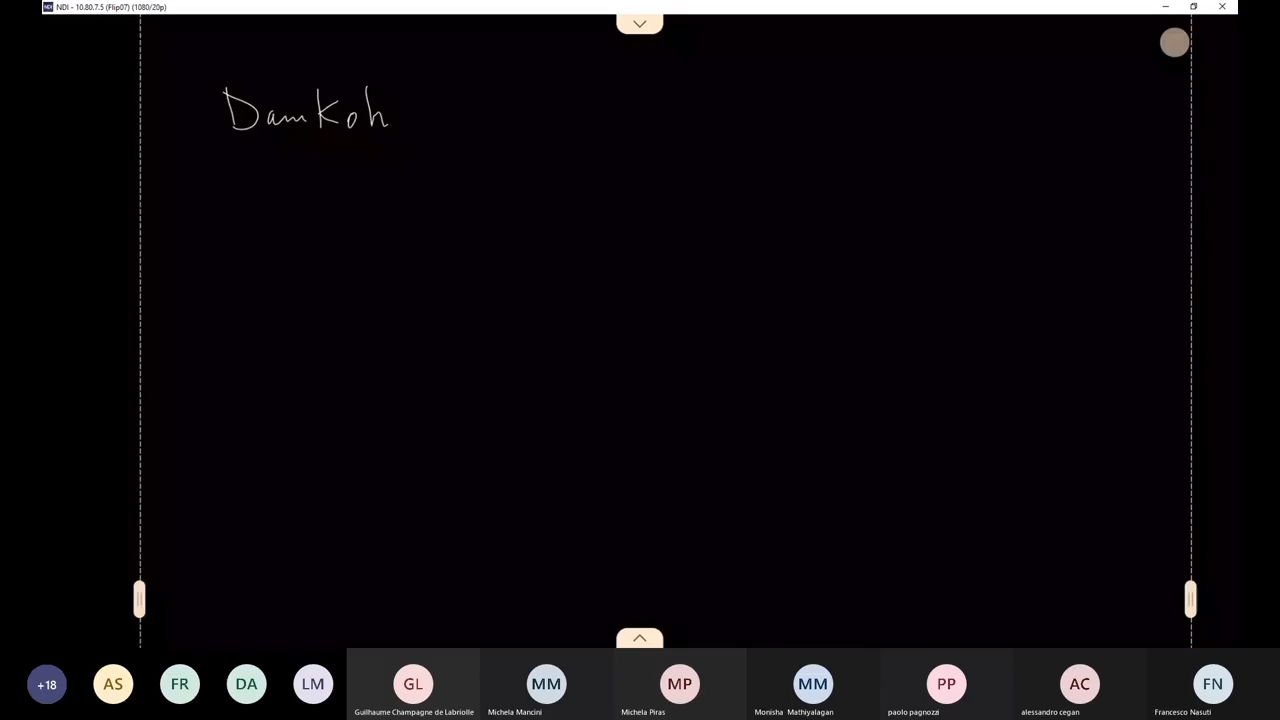 NDI - 10.80.7.5 (Flip07) (1080/20p)
Damkoh
+18 AS FR DA LM GL MM MP MM PP AC FN
Guilhaume Champagne de Labriolle Michela Mancini Michela Piras Monisha Mathiyalagan paolo pagnozzi alessandro cegan Francesco Nasuti